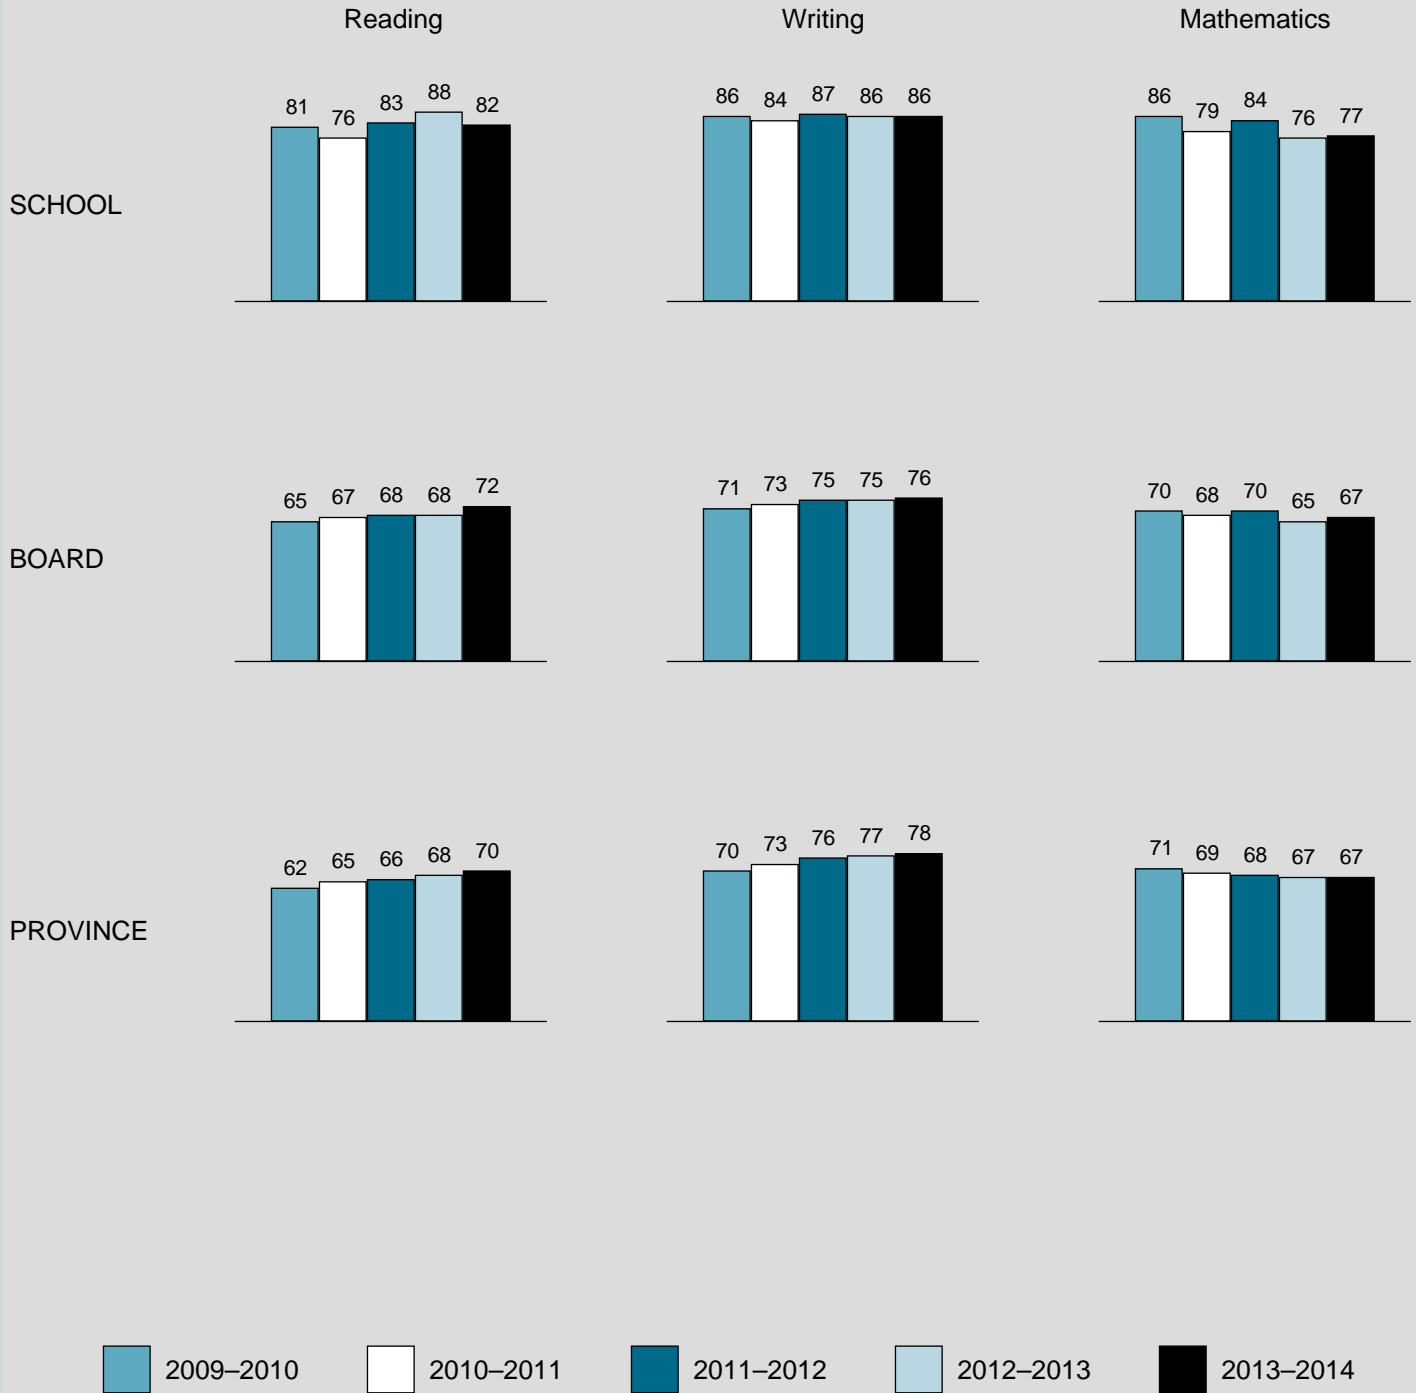 Reading Writing Mathematics
81 76 83 88 82 86 84 87 86 86 86 79 84 76 77
SCHOOL
65 67 68 68 72 71 73 75 75 76 70 68 70 65 67
BOARD
62 65 66 68 70 70 73 76 77 78 71 69 68 67 67
PROVINCE
2009–2010 2010–2011 2011–2012 2012–2013 2013–2014